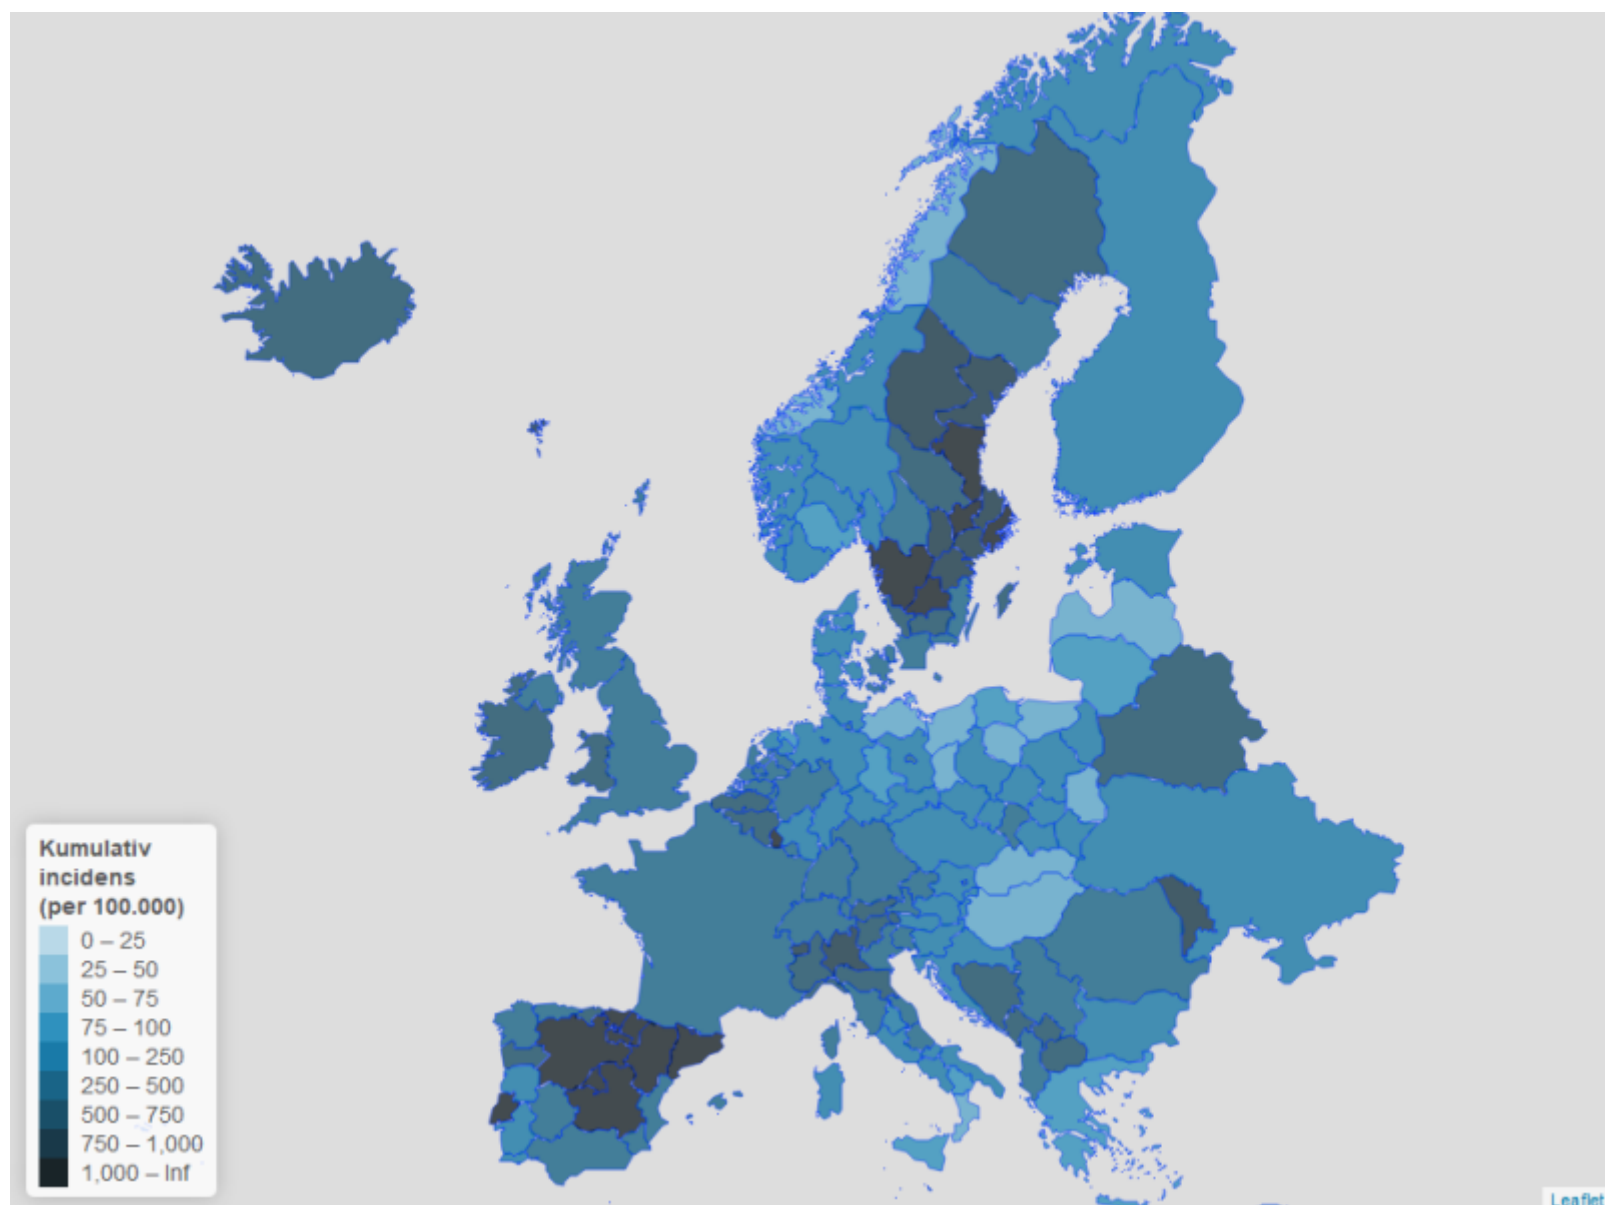 Kumulativ
incidens
(per 100.000)
0 – 25
25 – 50
50 – 75
75 – 100
100 – 250
250 – 500
500 – 750
750 – 1,000
1,000 – Inf
Leaflet